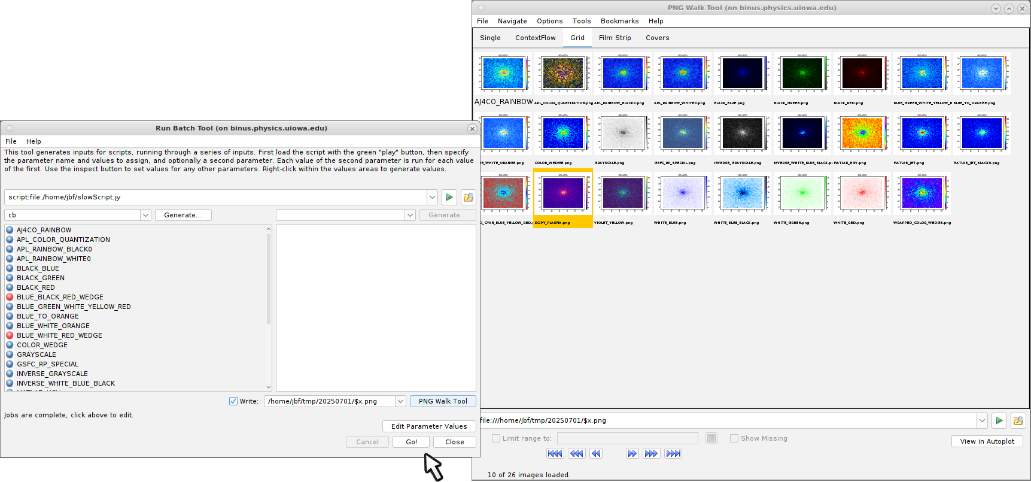 PNG Walk Tool (on binus.physics.uiowa.edu)
File Navigate Options Tools Bookmarks Help
Single ContextFlow Grid Film Strip Covers
AJ4CO_RAINBOW
COLOR_WEDGE.png
GRAYSCALE.png
WHITE_GREEN.png
WHITE_RED.png
file:///home/jbf/tmp/20250701/$x.png
Limit range to:
Show Missing
View in Autoplot
10 of 26 images loaded.
Run Batch Tool (on binus.physics.uiowa.edu)
File Help
This tool generates inputs for scripts, running through a series of inputs. First load the script with the green "play" button, then specify
the parameter name and values to assign, and optionally a second parameter. Each value of the second parameter is run for each value
of the first. Use the inspect button to set values for any other parameters. Right-click within the values areas to generate values.
script:file:/home/jbf/slowScript.jy
cb
Generate...
Generate...
AJ4CO_RAINBOW
APL_COLOR_QUANTIZATION
APL_RAINBOW_BLACK0
APL_RAINBOW_WHITE0
BLACK_BLUE
BLACK_GREEN
BLACK_RED
BLUE_BLACK_RED_WEDGE
BLUE_GREEN_WHITE_YELLOW_RED
BLUE_TO_ORANGE
BLUE_WHITE_ORANGE
BLUE_WHITE_RED_WEDGE
COLOR_WEDGE
GRAYSCALE
GSFC_RP_SPECIAL
INVERSE_GRAYSCALE
INVERSE_WHITE_BLUE_BLACK
Write: /home/jbf/tmp/20250701/$x.png
PNG Walk Tool
Jobs are complete, click above to edit.
Edit Parameter Values
Cancel Go! Close